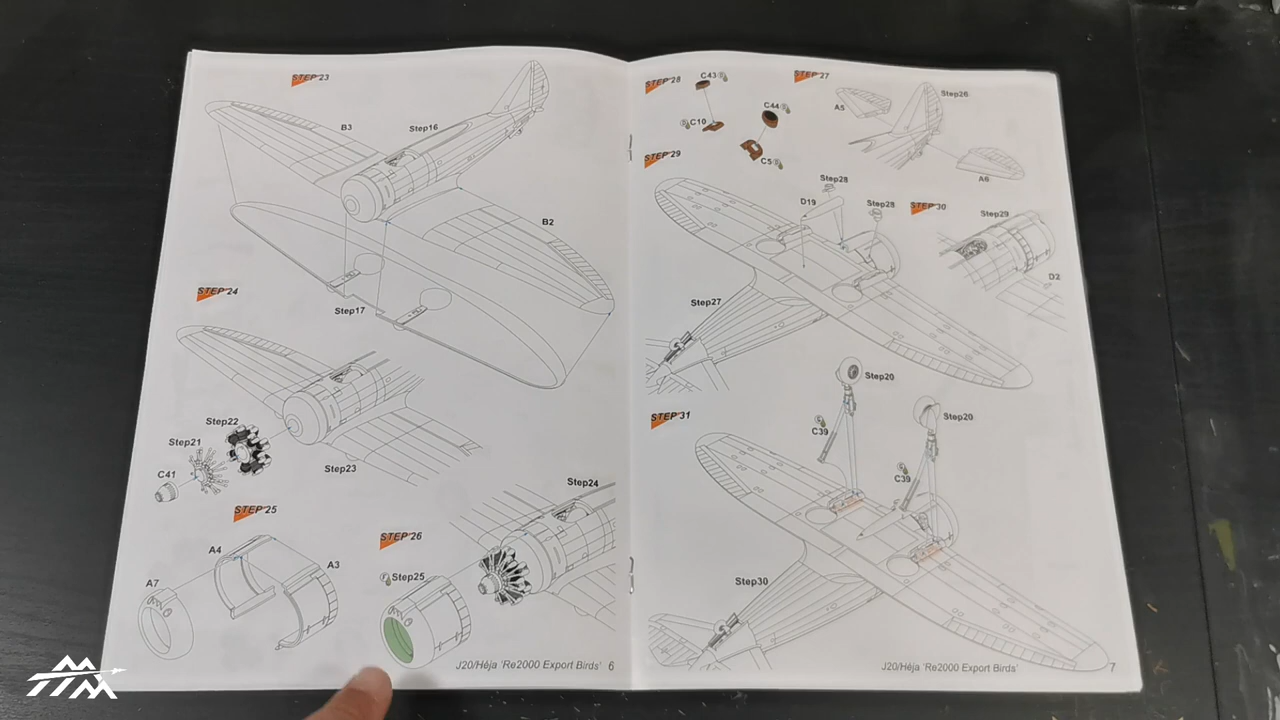 STEP 23
B3
Step16
B2
Step17
STEP 24
Step22
Step21
C41
Step23
STEP 25
A4
A3
A7
STEP 26
Step24
Step25
J20/Héja 'Re2000 Export Birds' 6
STEP 28
C43
C44
C10
C5
STEP 27
A5
Step26
A6
STEP 29
Step28
D19
Step28
Step27
STEP 30
Step29
D2
STEP 31
Step20
Step20
C39
C39
Step30
J20/Héja 'Re2000 Export Birds' 7